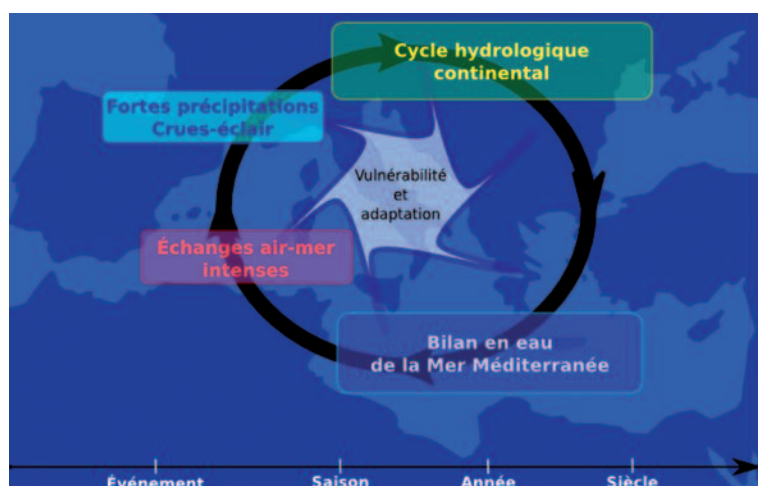 Cycle hydrologique
continental
Fortes précipitations
Crues-éclair
Vulnérabilité
et
adaptation
Échanges air-mer
intenses
Bilan en eau
de la Mer Méditerranée
Événement Saison Année Siècle